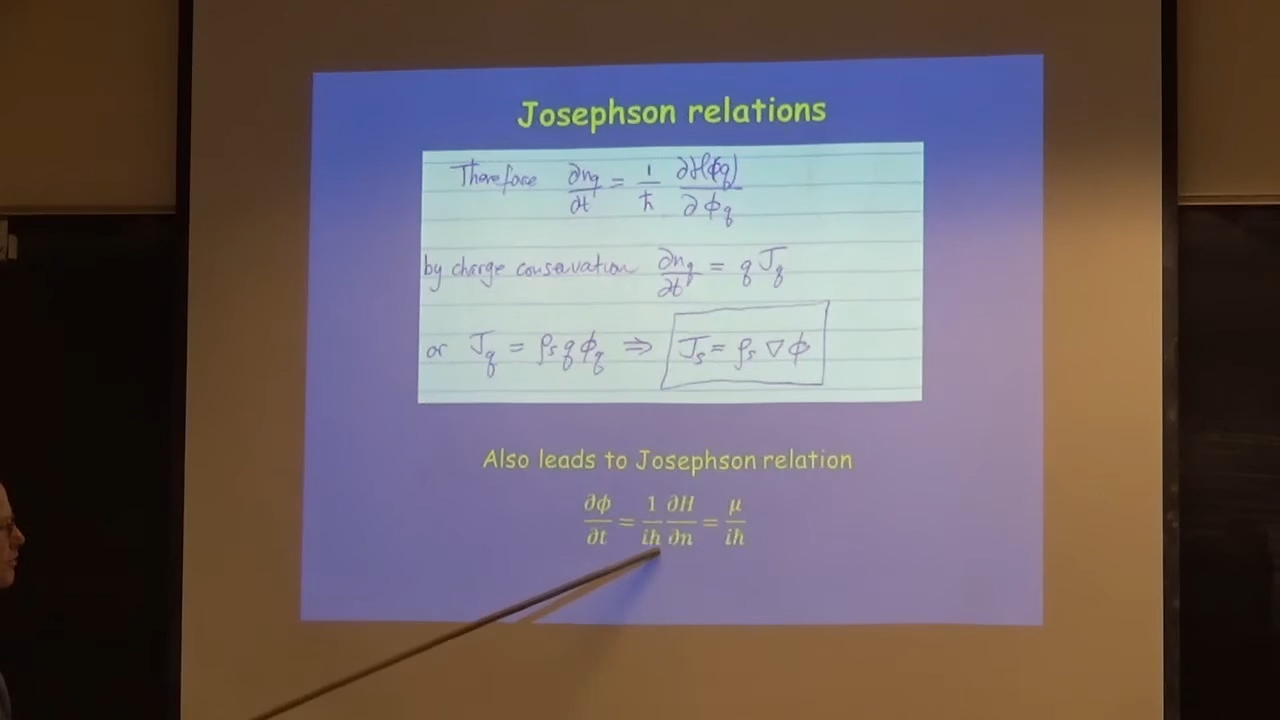 Josephson relations
Therefore ∂n_q/∂t = 1/ħ ∂H(ϕ_q)/∂ϕ_q
by charge conservation ∂n_q/∂t = q J_q
or J_q = ρ_s q ϕ_q ⇒ J_s = ρ_s ∇ϕ
Also leads to Josephson relation
∂ϕ/∂t = 1/iħ ∂H/∂n = μ/iħ